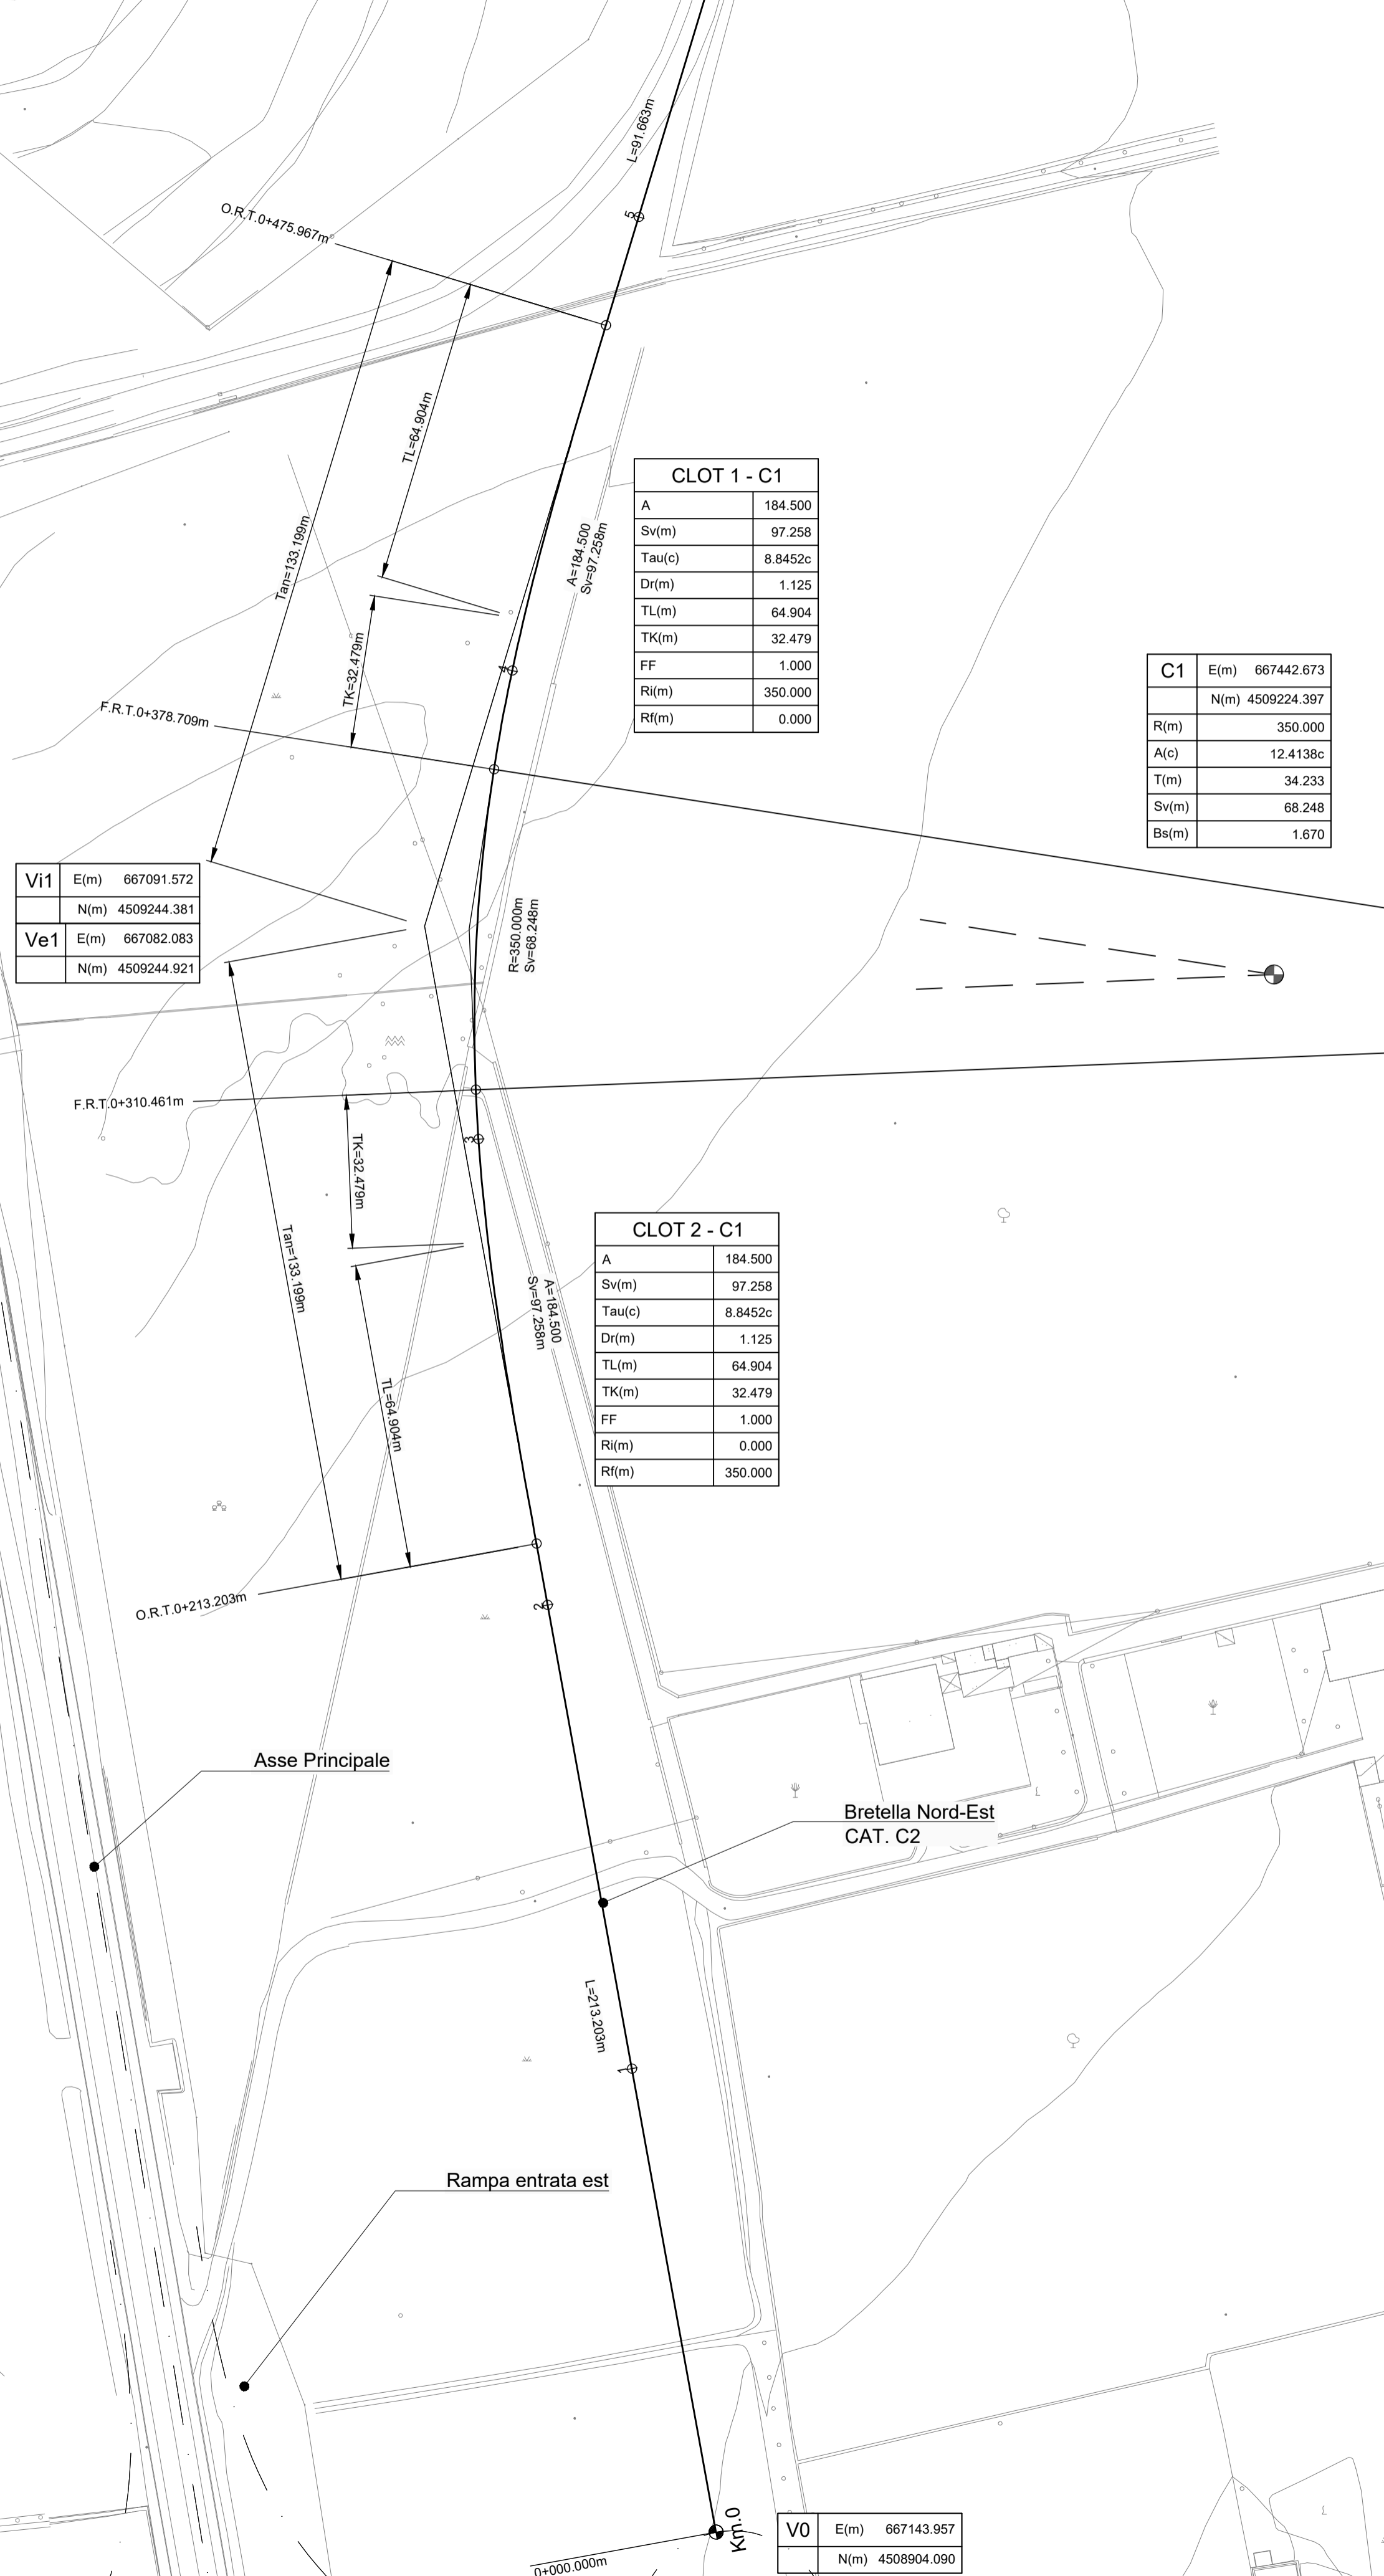 L=91.663m
5
O.R.T.0+475.967m
TL=64.904m
Tan=133.199m
A=184.500
Sv=97.258m
CLOT 1 - C1
A 184.500
Sv(m) 97.258
Tau(c) 8.8452c
Dr(m) 1.125
TL(m) 64.904
TK(m) 32.479
FF 1.000
Ri(m) 350.000
Rf(m) 0.000
TK=32.479m
4
F.R.T.0+378.709m
C1 E(m) 667442.673
N(m) 4509224.397
R(m) 350.000
A(c) 12.4138c
T(m) 34.233
Sv(m) 68.248
Bs(m) 1.670
Vi1 E(m) 667091.572
N(m) 4509244.381
Ve1 E(m) 667082.083
N(m) 4509244.921
R=350.000m
Sv=68.248m
F.R.T.0+310.461m
3
TK=32.479m
Tan=133.199m
A=184.500
Sv=97.258m
CLOT 2 - C1
A 184.500
Sv(m) 97.258
Tau(c) 8.8452c
Dr(m) 1.125
TL(m) 64.904
TK(m) 32.479
FF 1.000
Ri(m) 0.000
Rf(m) 350.000
TL=64.904m
O.R.T.0+213.203m
2
Asse Principale
Bretella Nord-Est
CAT. C2
L=213.203m
1
Rampa entrata est
Km.0
0+000.000m
V0 E(m) 667143.957
N(m) 4508904.090